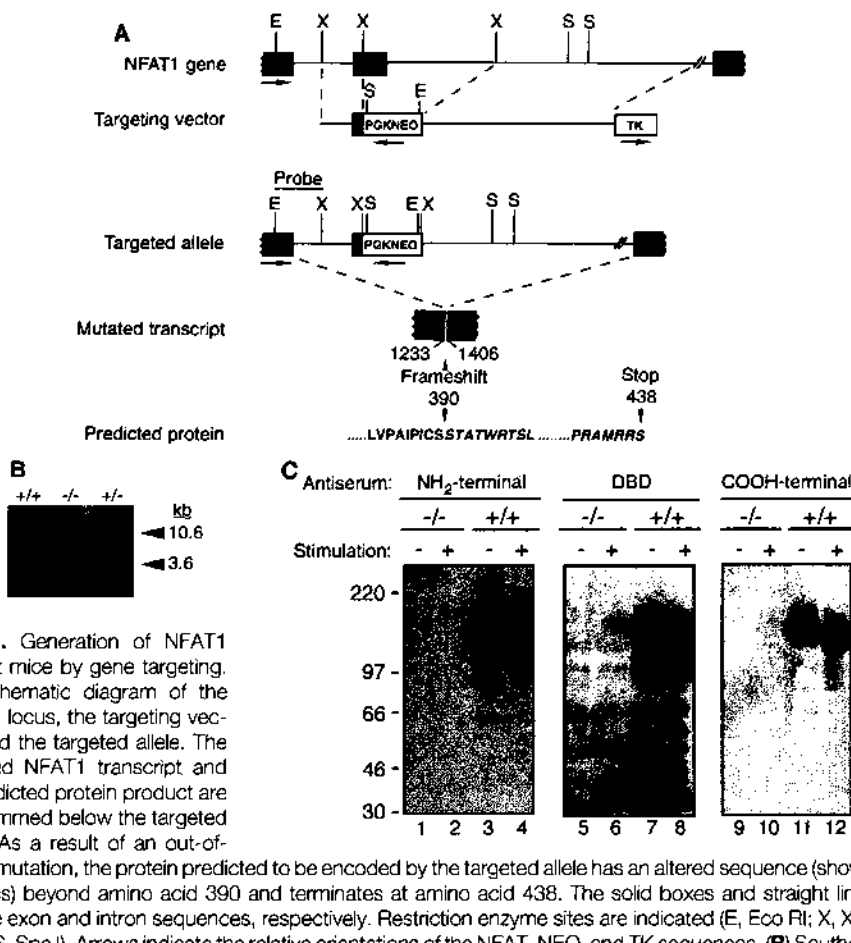 A
E X X X S S
NFAT1 gene
S E
Targeting vector
PGKNEO
TK
Probe
E X XS E X S S
Targeted allele
PGKNEO
Mutated transcript
1233 1406
Frameshift
390
Stop
438
Predicted protein
.....LVPAIPICSSTATWRTSL........PRAMRRS
B
+/+ -/- +/-
kb
10.6
3.6
C
Antiserum: NH2-terminal DBD COOH-terminal
-/- +/+ -/- +/+ -/- +/+
Stimulation: - + - + - + - + - + - +
220
97
66
46
30
1 2 3 4 5 6 7 8 9 10 11 12
. Generation of NFAT1
mice by gene targeting.
hematic diagram of the
locus, the targeting vec-
d the targeted allele. The
ed NFAT1 transcript and
dicted protein product are
mmed below the targeted
As a result of an out-of-
mutation, the protein predicted to be encoded by the targeted allele has an altered sequence (show
s) beyond amino acid 390 and terminates at amino acid 438. The solid boxes and straight lin
e exon and intron sequences, respectively. Restriction enzyme sites are indicated (E, Eco RI; X, X
Arrows indicate the relative orientations of the NFAT, NEO, and TK sequences. (B)